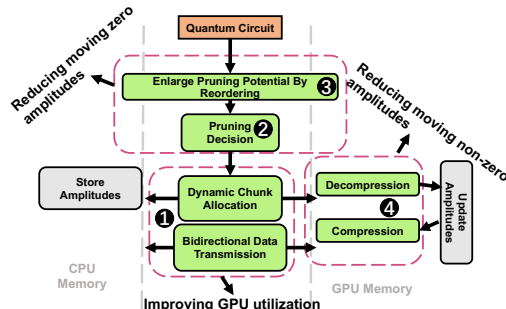 Quantum Circuit
Reducing moving zero
amplitudes
Enlarge Pruning Potential By
Reordering
3
Reducing moving non-zero
amplitudes
Pruning
Decision
2
Store
Amplitudes
Dynamic Chunk
Allocation
1
Decompression
4
Update
Amplitudes
Bidirectional Data
Transmission
Compression
CPU
Memory
GPU Memory
Improving GPU utilization